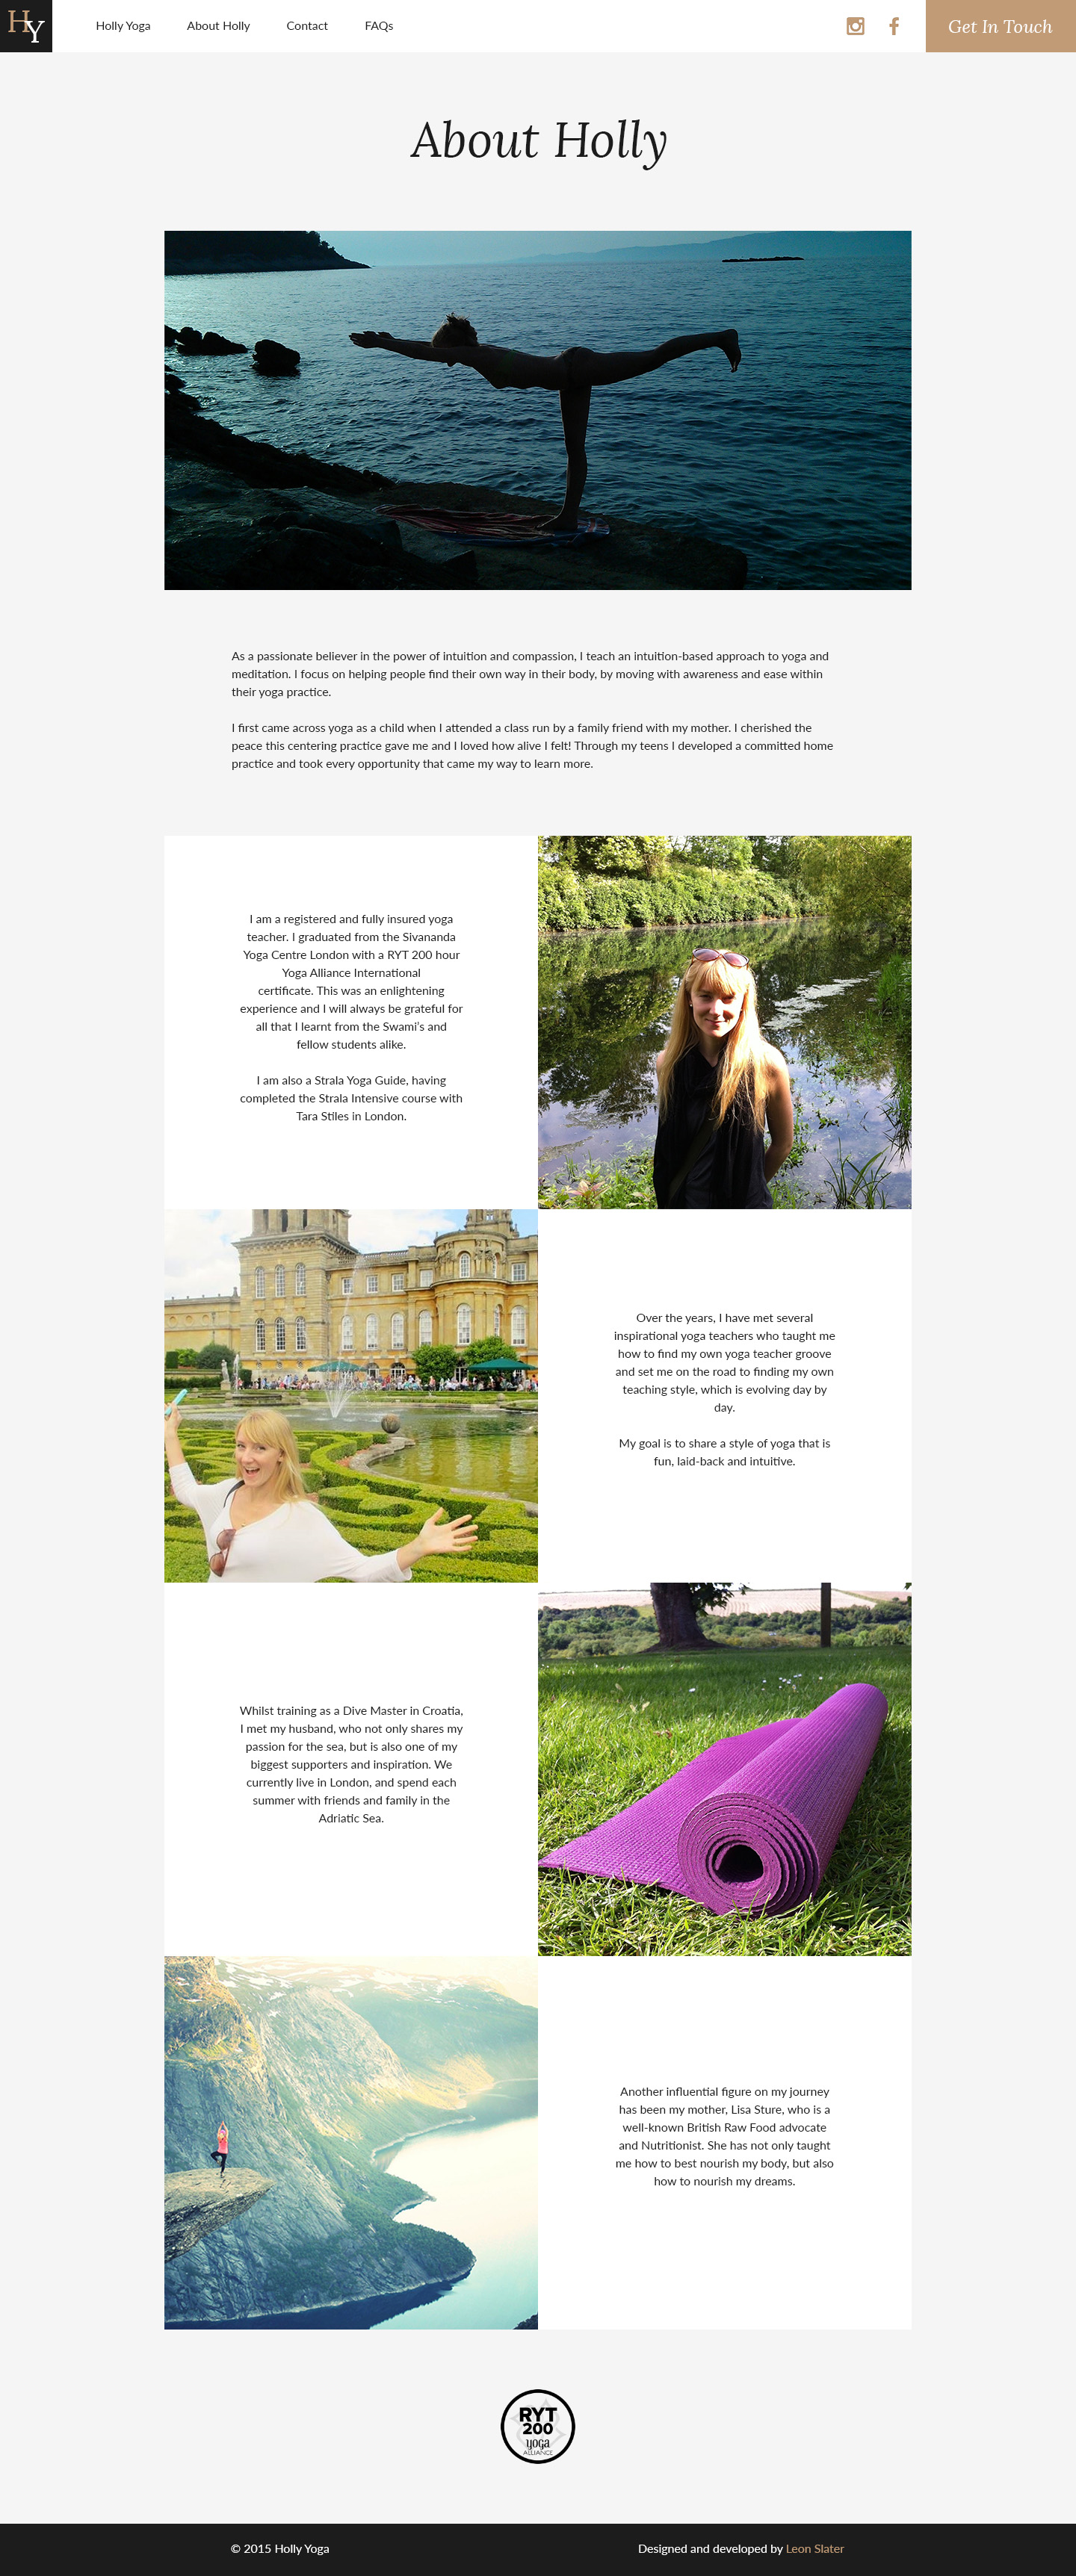 HY
Holly Yoga
About Holly
Contact
FAQs
Get In Touch
About Holly
As a passionate believer in the power of intuition and compassion, I teach an intuition-based approach to yoga and
meditation. I focus on helping people find their own way in their body, by moving with awareness and ease within
their yoga practice.
I first came across yoga as a child when I attended a class run by a family friend with my mother. I cherished the
peace this centering practice gave me and I loved how alive I felt! Through my teens I developed a committed home
practice and took every opportunity that came my way to learn more.
I am a registered and fully insured yoga
teacher. I graduated from the Sivananda
Yoga Centre London with a RYT 200 hour
Yoga Alliance International
certificate. This was an enlightening
experience and I will always be grateful for
all that I learnt from the Swami's and
fellow students alike.
I am also a Strala Yoga Guide, having
completed the Strala Intensive course with
Tara Stiles in London.
Over the years, I have met several
inspirational yoga teachers who taught me
how to find my own yoga teacher groove
and set me on the road to finding my own
teaching style, which is evolving day by
day.
My goal is to share a style of yoga that is
fun, laid-back and intuitive.
Whilst training as a Dive Master in Croatia,
I met my husband, who not only shares my
passion for the sea, but is also one of my
biggest supporters and inspiration. We
currently live in London, and spend each
summer with friends and family in the
Adriatic Sea.
Another influential figure on my journey
has been my mother, Lisa Sture, who is a
well-known British Raw Food advocate
and Nutritionist. She has not only taught
me how to best nourish my body, but also
how to nourish my dreams.
RYT
200
yoga
ALLIANCE
© 2015 Holly Yoga
Designed and developed by Leon Slater